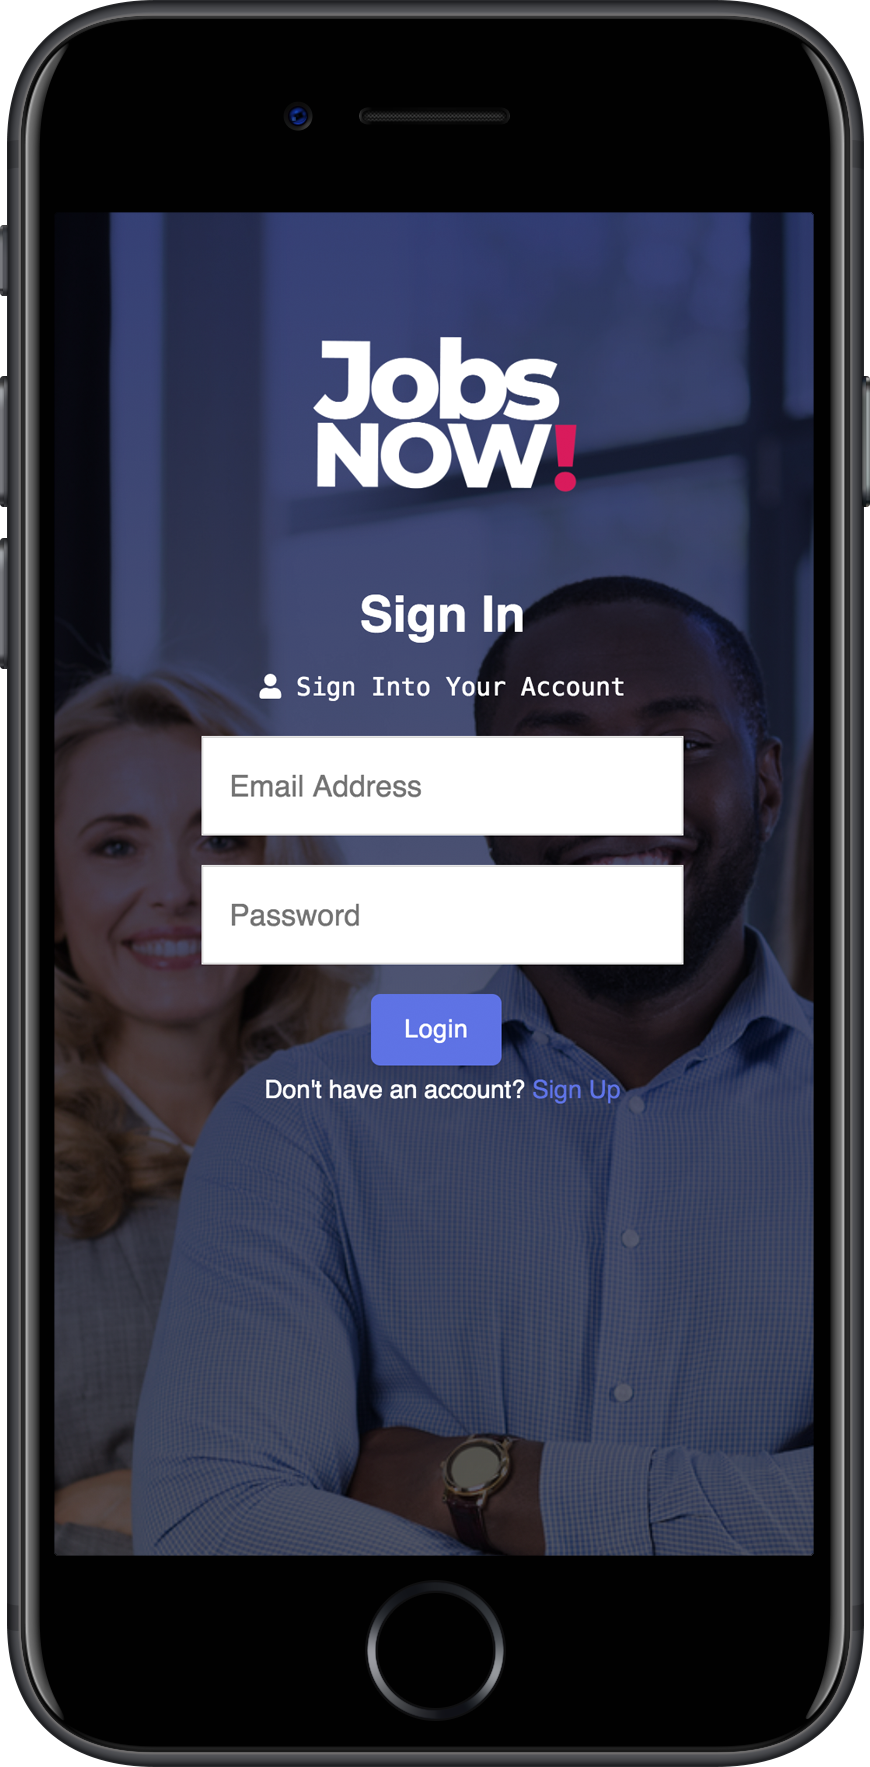 Jobs
NOW!
Sign In
Sign Into Your Account
Email Address
Password
Login
Don't have an account? Sign Up